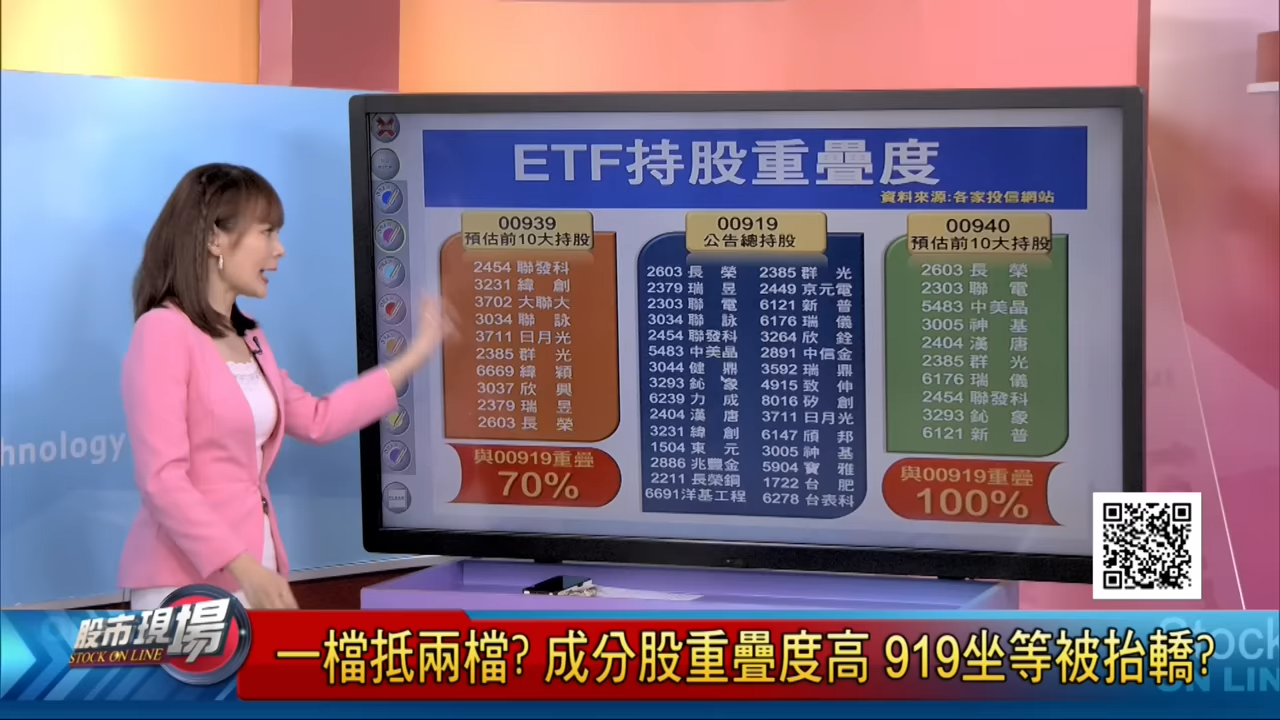 ETF持股重疊度
資料來源:各家投信網站
00939
預估前10大持股
2454 聯發科
3231 緯 創
3702 大聯大
3034 聯 詠
3711 日月光
2385 群 光
6669 緯 穎
3037 欣 興
2379 瑞 昱
2603 長 榮
與00919重疊
70%
00919
公告總持股
2603 長 榮 2385 群 光
2379 瑞 昱 2449 京元電
2303 聯 電 6121 新 普
3034 聯 詠 6176 瑞 儀
2454 聯發科 3264 欣 銓
5483 中美晶 2891 中信金
3044 健 鼎 3592 瑞 鼎
3293 鈊 象 4915 致 伸
6239 力 成 8016 矽 創
2404 漢 唐 3711 日月光
3231 緯 創 6147 頎 邦
1504 東 元 3005 神 基
2886 兆豐金 5904 寶 雅
2211 長榮鋼 1722 台 肥
6691洋基工程 6278 台表科
00940
預估前10大持股
2603 長 榮
2303 聯 電
5483 中美晶
3005 神 基
2404 漢 唐
2385 群 光
6176 瑞 儀
2454 聯發科
3293 鈊 象
6121 新 普
與00919重疊
100%
CLEAR
hnology
股市現場
STOCK ON LINE
一檔抵兩檔? 成分股重疊度高 919坐等被抬轎?
Stock
ON LIN